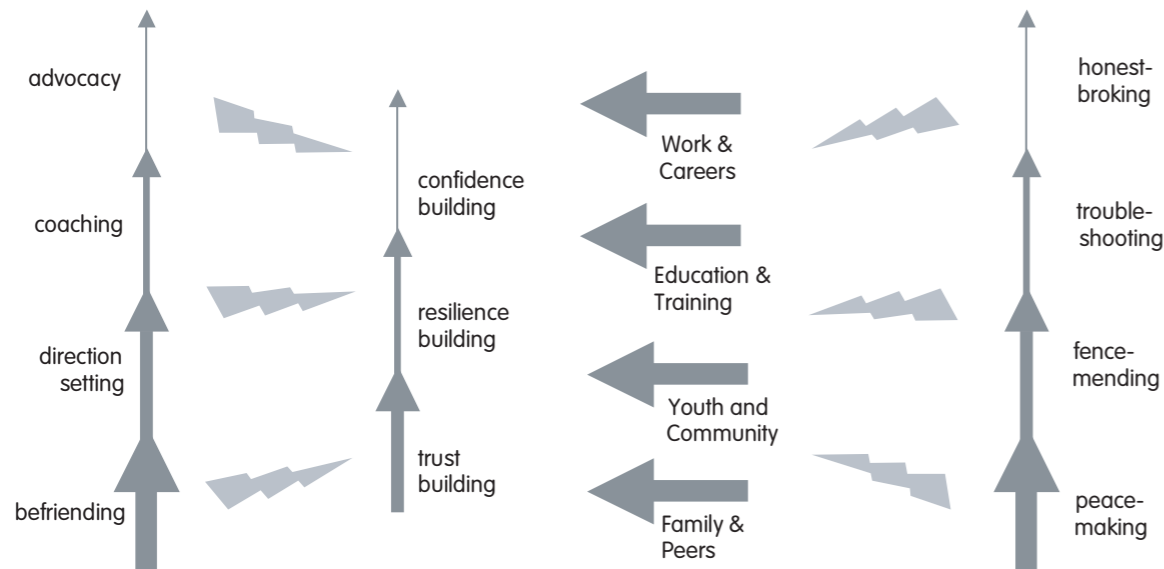 advocacy
coaching
direction
setting
befriending
confidence
building
resilience
building
trust
building
Work &
Careers
Education &
Training
Youth and
Community
Family &
Peers
honest-
broking
trouble-
shooting
fence-
mending
peace-
making